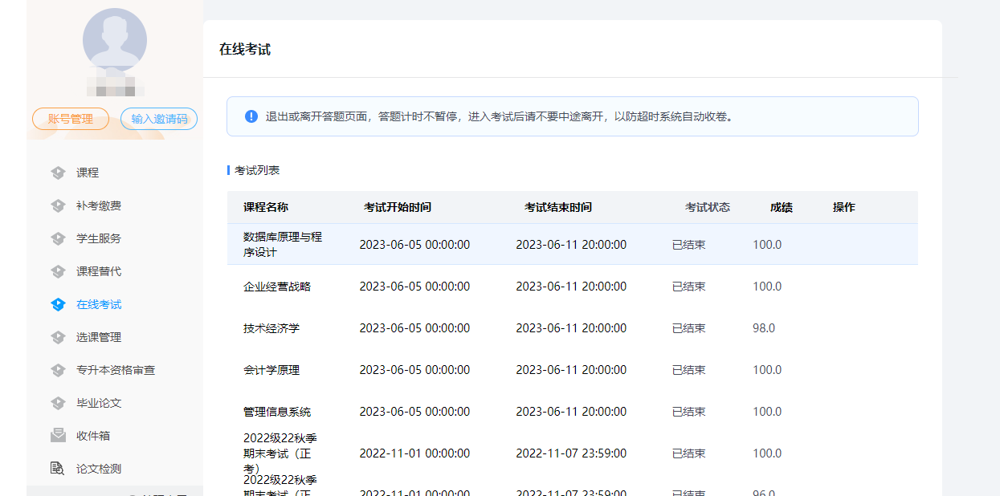 在线考试
账号管理 输入邀请码
退出或离开答题页面，答题计时不暂停，进入考试后请不要中途离开，以防超时系统自动收卷。
课程
补考缴费
学生服务
课程替代
在线考试
选课管理
专升本资格审查
毕业论文
收件箱
论文检测
考试列表
课程名称 考试开始时间 考试结束时间 考试状态 成绩 操作
数据库原理与程
序设计 2023-06-05 00:00:00 2023-06-11 20:00:00 已结束 100.0
企业经营战略 2023-06-05 00:00:00 2023-06-11 20:00:00 已结束 100.0
技术经济学 2023-06-05 00:00:00 2023-06-11 20:00:00 已结束 98.0
会计学原理 2023-06-05 00:00:00 2023-06-11 20:00:00 已结束 100.0
管理信息系统 2023-06-05 00:00:00 2023-06-11 20:00:00 已结束 100.0
2022级22秋季
期末考试（正
考） 2022-11-01 00:00:00 2022-11-07 23:59:00 已结束 100.0
2022级22秋季
期末考试（正 2022-11-01 00:00:00 2022-11-07 23:59:00 已结束 96.0